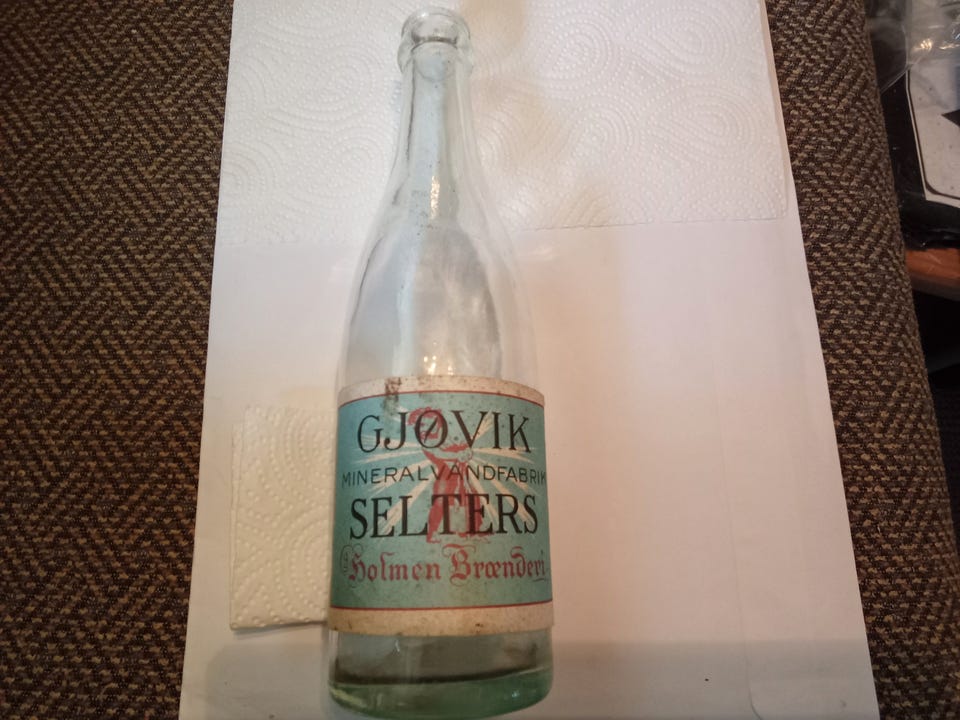 GJØVIK
MINERALVANDFABRIK
SELTERS
Holmen Brænderi